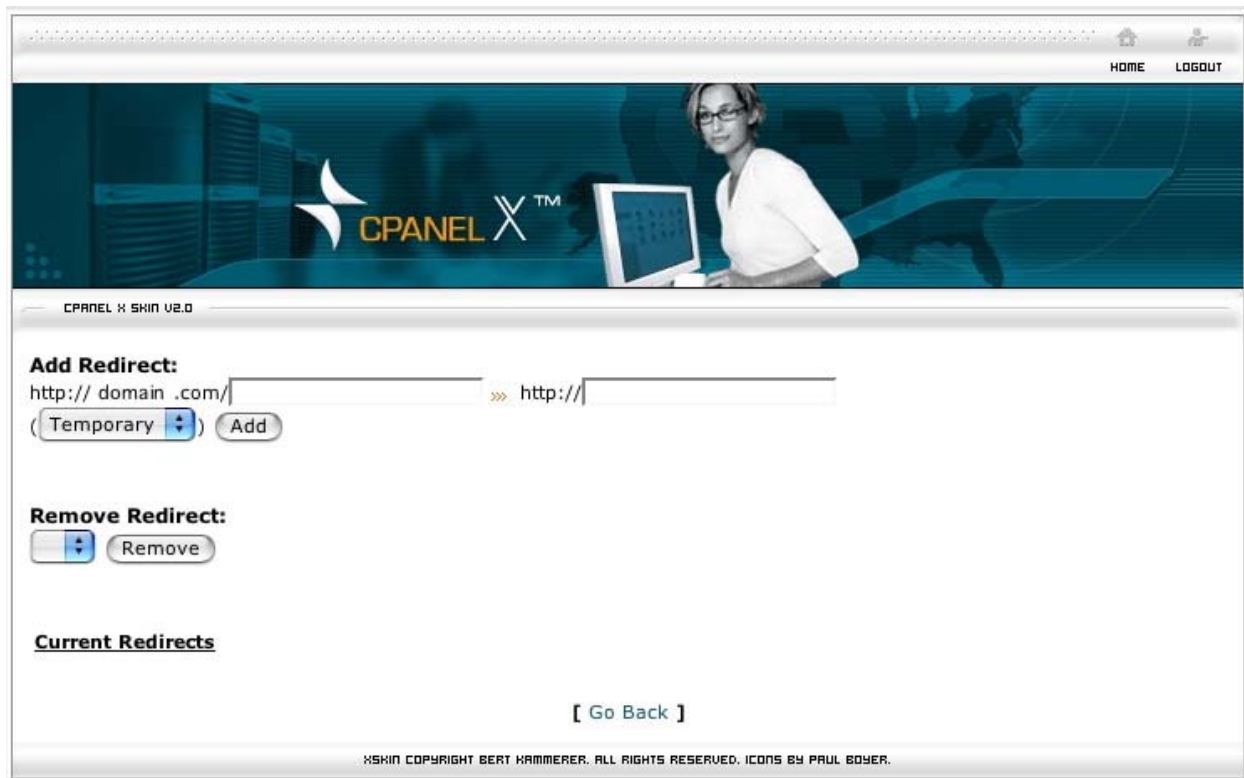 HOME LOGOUT
CPANEL X ™
CPANEL X SKIN V2.0
Add Redirect:
http:// domain .com/ »» http://
( Temporary ) Add
Remove Redirect:
Remove
Current Redirects
[ Go Back ]
XSKIN COPYRIGHT BERT KAMMERER. ALL RIGHTS RESERVED. ICONS BY PAUL BOYER.